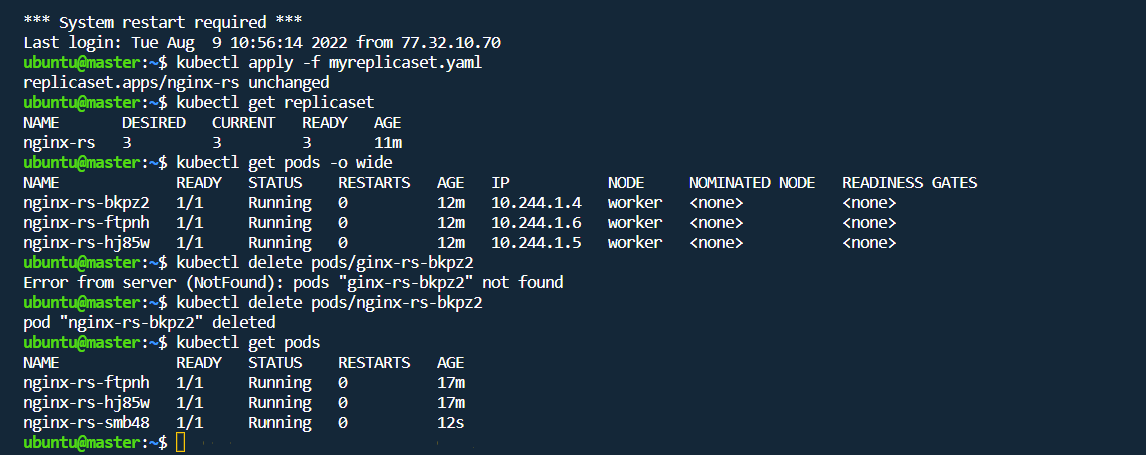 *** System restart required ***
Last login: Tue Aug  9 10:56:14 2022 from 77.32.10.70
ubuntu@master:~$ kubectl apply -f myreplicaset.yaml
replicaset.apps/nginx-rs unchanged
ubuntu@master:~$ kubectl get replicaset
NAME       DESIRED   CURRENT   READY   AGE
nginx-rs   3         3         3       11m
ubuntu@master:~$ kubectl get pods -o wide
NAME             READY   STATUS    RESTARTS   AGE   IP           NODE     NOMINATED NODE   READINESS GATES
nginx-rs-bkpz2   1/1     Running   0          12m   10.244.1.4   worker   <none>           <none>
nginx-rs-ftpnh   1/1     Running   0          12m   10.244.1.6   worker   <none>           <none>
nginx-rs-hj85w   1/1     Running   0          12m   10.244.1.5   worker   <none>           <none>
ubuntu@master:~$ kubectl delete pods/ginx-rs-bkpz2
Error from server (NotFound): pods "ginx-rs-bkpz2" not found
ubuntu@master:~$ kubectl delete pods/nginx-rs-bkpz2
pod "nginx-rs-bkpz2" deleted
ubuntu@master:~$ kubectl get pods
NAME             READY   STATUS    RESTARTS   AGE
nginx-rs-ftpnh   1/1     Running   0          17m
nginx-rs-hj85w   1/1     Running   0          17m
nginx-rs-smb48   1/1     Running   0          12s
ubuntu@master:~$